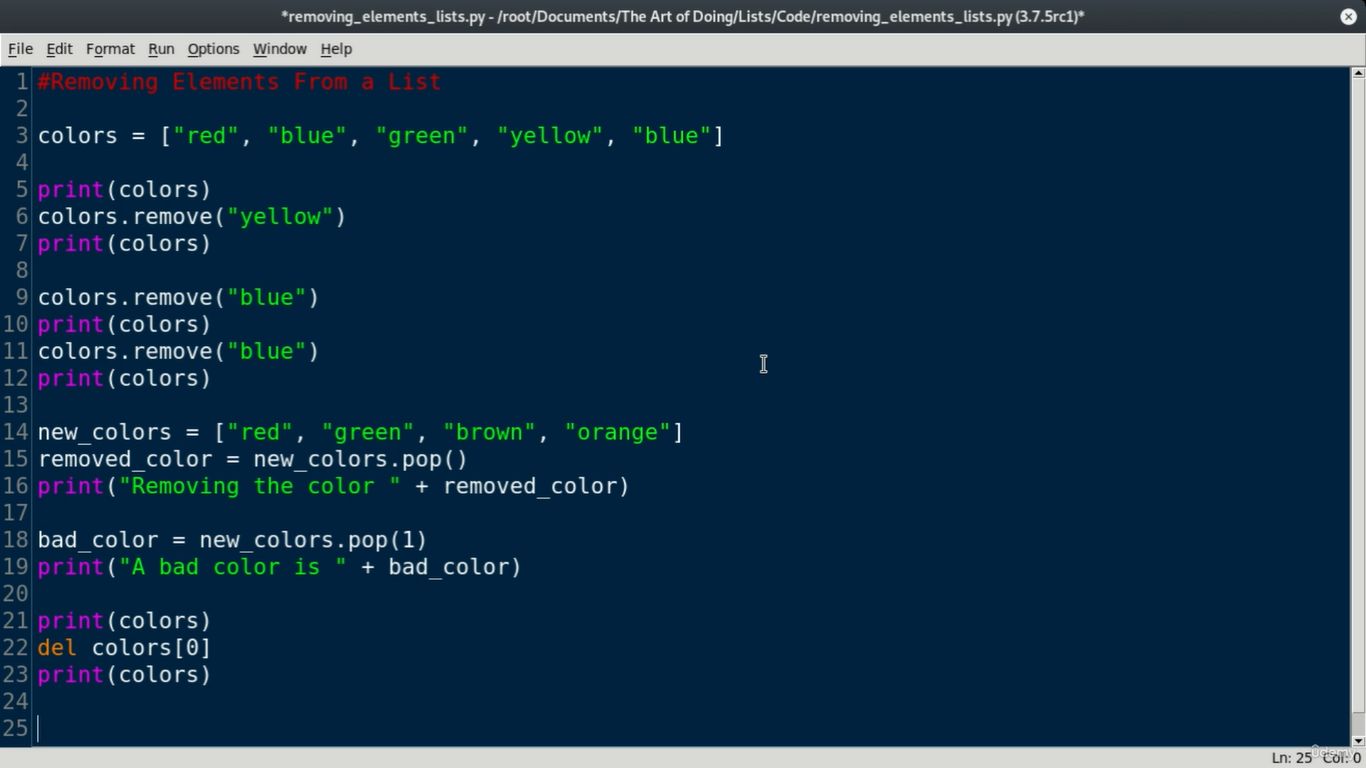 *removing_elements_lists.py - /root/Documents/The Art of Doing/Lists/Code/removing_elements_lists.py (3.7.5rc1)*
File Edit Format Run Options Window Help
1 #Removing Elements From a List
2
3 colors = ["red", "blue", "green", "yellow", "blue"]
4
5 print(colors)
6 colors.remove("yellow")
7 print(colors)
8
9 colors.remove("blue")
10 print(colors)
11 colors.remove("blue")
12 print(colors)
13
14 new_colors = ["red", "green", "brown", "orange"]
15 removed_color = new_colors.pop()
16 print("Removing the color " + removed_color)
17
18 bad_color = new_colors.pop(1)
19 print("A bad color is " + bad_color)
20
21 print(colors)
22 del colors[0]
23 print(colors)
24
25
Udemy
Ln: 25 Col: 0